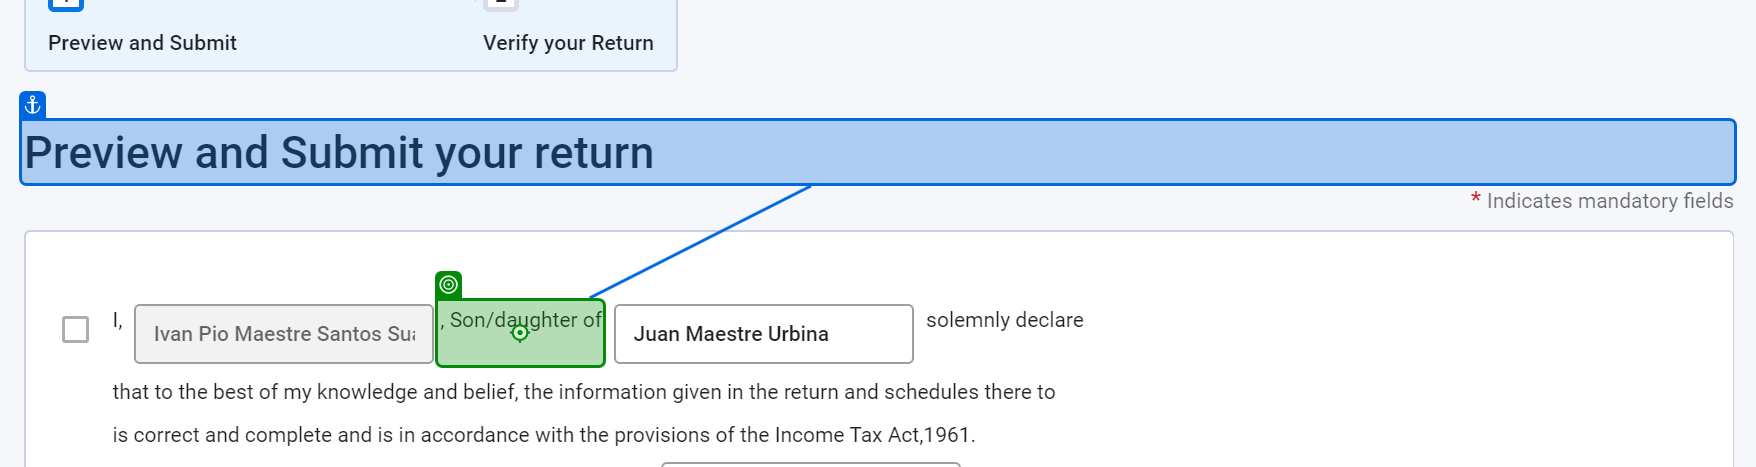 Preview and Submit
Verify your Return
Preview and Submit your return
* Indicates mandatory fields
I, Ivan Pio Maestre Santos , Son/daughter of Juan Maestre Urbina solemnly declare
that to the best of my knowledge and belief, the information given in the return and schedules there to
is correct and complete and is in accordance with the provisions of the Income Tax Act,1961.